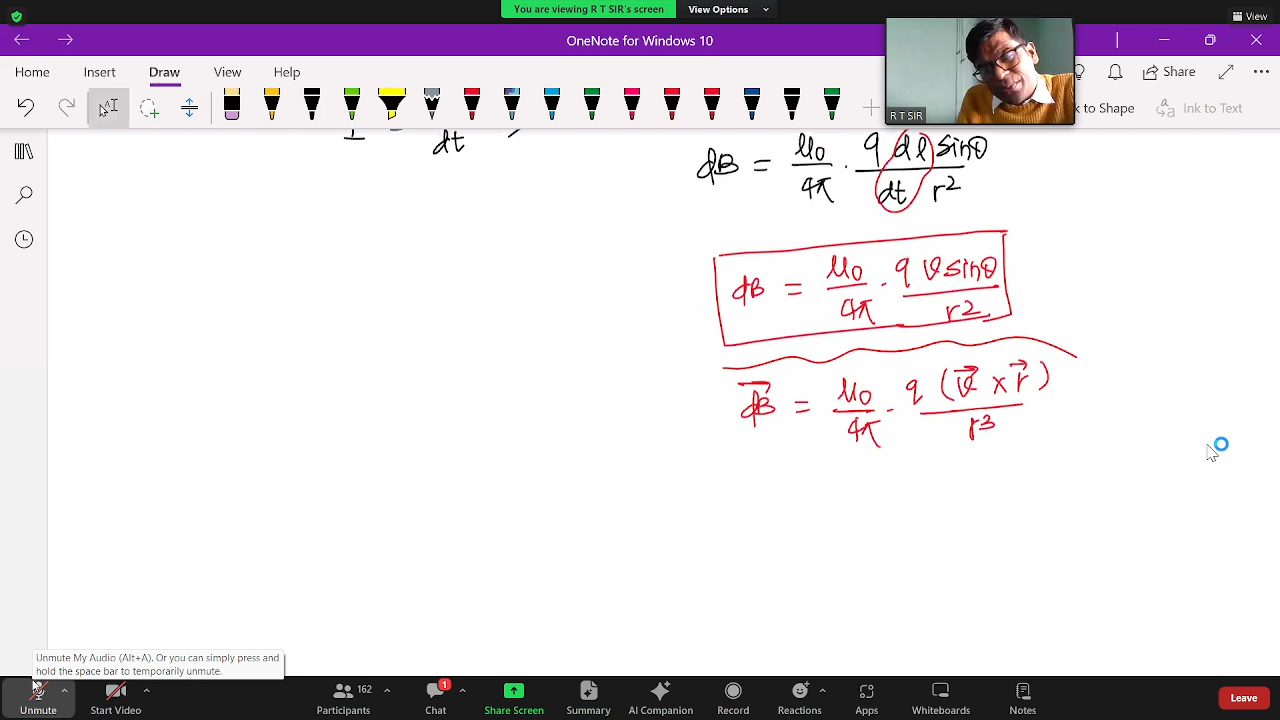 You are viewing R T SIR's screen
View Options
View
OneNote for Windows 10
Home Insert Draw View Help
Share
k to Shape
Ink to Text
R T SIR
dt
dB = μ0/4π · q dl sinθ / dt r²
dB = μ0/4π · q v sinθ / r²
d⃗B = μ0/4π · q (v⃗ × r⃗) / r³
Unmute My Audio (Alt+A). Or you can simply press and
hold the space bar to temporarily unmute.
Unmute
Start Video
Participants 162
Chat 1
Share Screen
Summary
AI Companion
Record
Reactions
Apps
Whiteboards
Notes
Leave